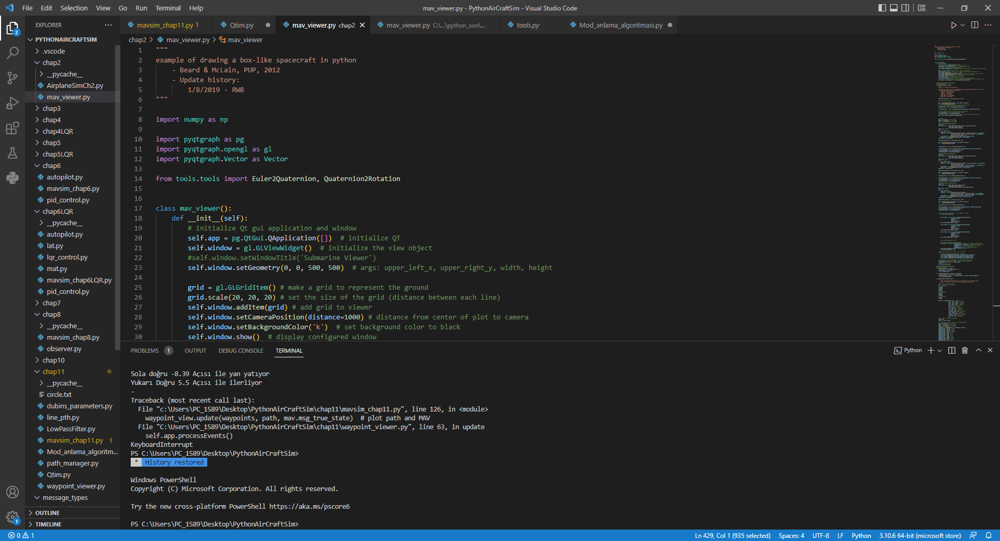 File Edit Selection View Go Run Terminal Help
mav_viewer.py - PythonAirCraftSim - Visual Studio Code
EXPLORER
PYTHONAIRCRAFTSIM
.vscode
chap2
__pycache__
AirplaneSimCh2.py
mav_viewer.py
chap3
chap4
chap4LQR
chap5
chap5LQR
chap6
autopilot.py
mavsim_chap6.py
pid_control.py
chap6LQR
__pycache__
autopilot.py
lat.py
lqr_control.py
mat.py
mavsim_chap6LQR.py
pid_control.py
chap7
chap8
__pycache__
mavsim_chap8.py
observer.py
chap10
chap11
__pycache__
circle.txt
dubins_parameters.py
line_pth.py
LowPassFilter.py
mavsim_chap11.py 1
Mod_anlama_algoritm...
path_manager.py
Qtim.py
waypoint_viewer.py
message_types
OUTLINE
TIMELINE
2
1
mavsim_chap11.py 1 Qtim.py mav_viewer.py chap2 mav_viewer.py C:\...\python_son\... tools.py Mod_anlama_algoritmasi.py
chap2 > mav_viewer.py > mav_viewer
1 """
2 example of drawing a box-like spacecraft in python
3 - Beard & McLain, PUP, 2012
4 - Update history:
5 1/8/2019 - RWB
6 """
7
8 import numpy as np
9
10 import pyqtgraph as pg
11 import pyqtgraph.opengl as gl
12 import pyqtgraph.Vector as Vector
13
14 from tools.tools import Euler2Quaternion, Quaternion2Rotation
15
16
17 class mav_viewer():
18 def __init__(self):
19 # initialize Qt gui application and window
20 self.app = pg.QtGui.QApplication([]) # initialize QT
21 self.window = gl.GLViewWidget() # initialize the view object
22 #self.window.setWindowTitle('Submarine Viewer')
23 self.window.setGeometry(0, 0, 500, 500) # args: upper_left_x, upper_right_y, width, height
24
25 grid = gl.GLGridItem() # make a grid to represent the ground
26 grid.scale(20, 20, 20) # set the size of the grid (distance between each line)
27 self.window.addItem(grid) # add grid to viewer
28 self.window.setCameraPosition(distance=1000) # distance from center of plot to camera
29 self.window.setBackgroundColor('k') # set background color to black
30 self.window.show() # display configured window
PROBLEMS 1 OUTPUT DEBUG CONSOLE TERMINAL
Python
Sola doğru -8.39 Açısı ile yan yatıyor
Yukarı Doğru 5.5 Açısı ile ilerliyor
-
Traceback (most recent call last):
File "c:\Users\PC_1589\Desktop\PythonAirCraftSim\chap11\mavsim_chap11.py", line 126, in <module>
waypoint_view.update(waypoints, path, mav.msg_true_state) # plot path and MAV
File "C:\Users\PC_1589\Desktop\PythonAirCraftSim\chap11\waypoint_viewer.py", line 63, in update
self.app.processEvents()
KeyboardInterrupt
PS C:\Users\PC_1589\Desktop\PythonAirCraftSim>
* History restored
Windows PowerShell
Copyright (C) Microsoft Corporation. All rights reserved.
Try the new cross-platform PowerShell https://aka.ms/pscore6
PS C:\Users\PC_1589\Desktop\PythonAirCraftSim>
0 1
Ln 429, Col 1 (935 selected) Spaces: 4 UTF-8 LF Python 3.10.6 64-bit (microsoft store)